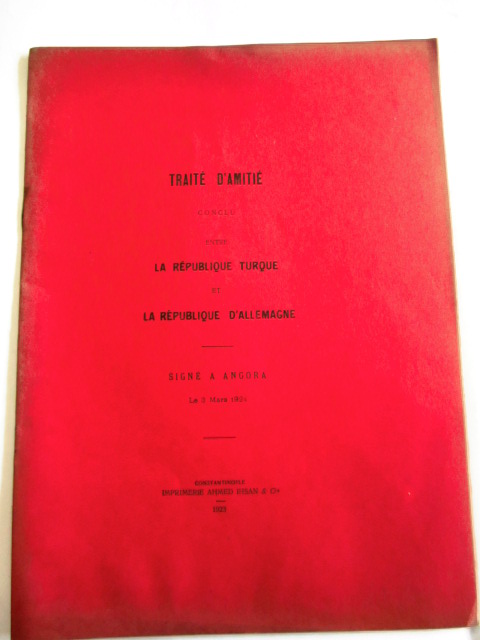 TRAITÉ D'AMITIÉ
CONCLU
ENTRE
LA RÉPUBLIQUE TURQUE
ET
LA RÉPUBLIQUE D'ALLEMAGNE
SIGNÉ A ANGORA
Le 3 Mars 1924
CONSTANTINOPLE
IMPRIMERIE AHMED IHSAN & Cie